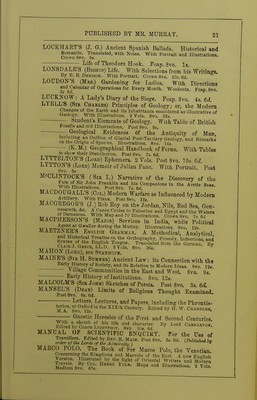 PUBLISHED BY MR. MURRAY. 21
LOCKHART'S (J. G.) Ancient Spanish Ballads. Historical and
Romantic. Translated, with Notes. With Portrait and Illustrations.
Crown 8vo. 5s.
Life of Theodore Hook. Fcap. 8vo. 1s.
LONSDALE'S (Bishop) Life. With Selections from his Writings.
By E. B. Denison. With Portrait. Crown 8vo. 10s. 6d.
LOUDON'S (Mrs.) Gardening for Ladies. With Directions
and Calendar of Operations for Every Month. Woodcuts. Fcap. 8vo.
3s. 6d.
LUCKNOW: A Lady's Diary of the Siege. Fcap. 8vo. 4s. 6d.
LYELL'S (Sir Charles) Principles of Geology; or, the Modern
Changes of the Earth and its Inhabitants considered as illustrative of
Geology. With Illustrations. 2 Vols. 8vo. 32s.
Student's Elements of Geology. With Table of British
Fossils and 600 Illustrations. Post 8vo. 9s.
Geological Evidences of the Antiquity of Man,
including an Outline of Glacial Post-Tertiary Geology, and Remarks
on the Origin of Species. Illustrations. 8vo. 14s.
(K. M.) Geographical Handbook of Ferns. With Tables
to show their Distribution. Post 8vo. 7s. 6d.
LYTTELTON'S (Lord) Ephemera. 2 Vols. Post 8vo. 19s. 6d.
LYTTON'S (Lord) Memoir of Julian Fane. With Portrait. Post
8vo. 5s.
McCLINTOCK'S (Sir L.) Narrative of the Discovery of the
Fate of Sir John Franklin and his Companions in the Arctic Seas.
With Illustrations. Post 8vo. 7s. 6d.
MACDOUGALL'S (Col.) Modern Warfare as Influenced by Modern
Artillery. With Plans. Post 8vo. 12s.
MACGREGOR'S (J.) Rob Roy on the Jordan, Nile, Red Sea, Gennesareth, &c.
A Canoe Cruise in Palestine and Egypt and the Waters
of Damascus. With Map and 70 Illustrations. Crown 8vo. 7s. 6d.
MACPHERSON'S (Major) Services in India, while Political
Agent at Gwalior during the Mutiny. Illustrations. 8vo. 12s.
MAETZNER'S English Grammar. A Methodical, Analytical,
and Historical Treatise on the Orthography, Prosody, Inflections, and
Syntax of the English Tongue. Translated from the German. By
Clair J. Grece, LL.D. 3 Vols. 8vo. 36s.
MAHON (Lord), see Stanhope.
MAINE'S (Sir H. Sumner) Ancient Law: its Connection with the
Early History of Society, and its Relation to Modern Ideas. 8vo. 12s.
Village Communities in the East and West. 8vo. 9s.
Early History of Institutions. 8vo. 12s.
MALCOLM'S (Sir John) Sketches of Persia. Post 8vo. 3s. 6d.
MANSEL'S (Dean) Limits of Religious Thought Examined.
Post 8vo. 8s. 6d.
Letters, Lectures, and Papers, including the Phrontisterion,
or Oxford in the XIXth Century. Edited by H. W. Chandler,
M.A. 8vo. 12s.
Gnostic Heresies of the First and Second Centuries.
With a sketch of his life and character. By Lord Carnarvon.
Edited by Canon Lightfoot. 8vo. 10s. 6d.
MANUAL OF SCIENTIFIC ENQUIRY. For the Use of
Travellers. Edited by Rev. R. Main. Post 8vo. 3s. 6d. (Published by
order of the Lords of the Admiralty.)
MARCO POLO. The Book of Ser Marco Polo, the Venetian.
Concerning the Kingdoms and Marvels of the East. A new English
Version. Illustrated by the light of Oriental Writers and Modern
Travels. By Col. Henry Yule. Maps and Illustrations. 2 Vols.
Medium 8vo. 63s.